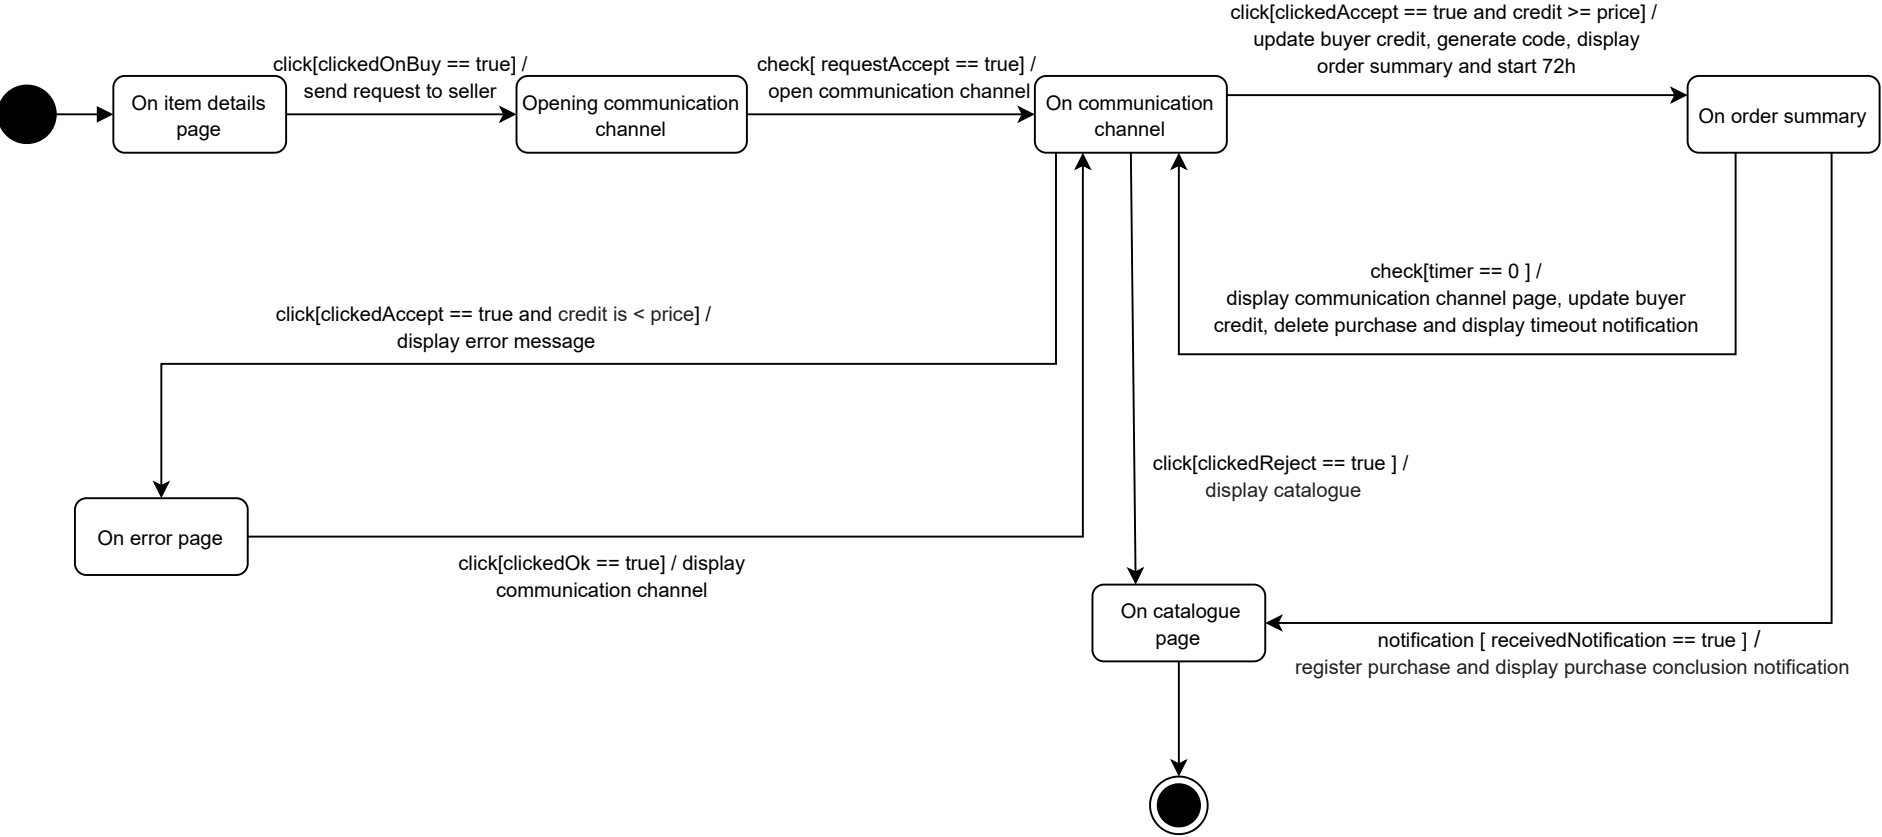 click[clickedAccept == true and credit >= price] /
update buyer credit, generate code, display
order summary and start 72h
click[clickedOnBuy == true] /
send request to seller
check[ requestAccept == true] /
open communication channel
On item details
page
Opening communication
channel
On communication
channel
On order summary
check[timer == 0 ] /
display communication channel page, update buyer
credit, delete purchase and display timeout notification
click[clickedAccept == true and credit is < price] /
display error message
click[clickedReject == true ] /
display catalogue
On error page
click[clickedOk == true] / display
communication channel
On catalogue
page
notification [ receivedNotification == true ] /
register purchase and display purchase conclusion notification